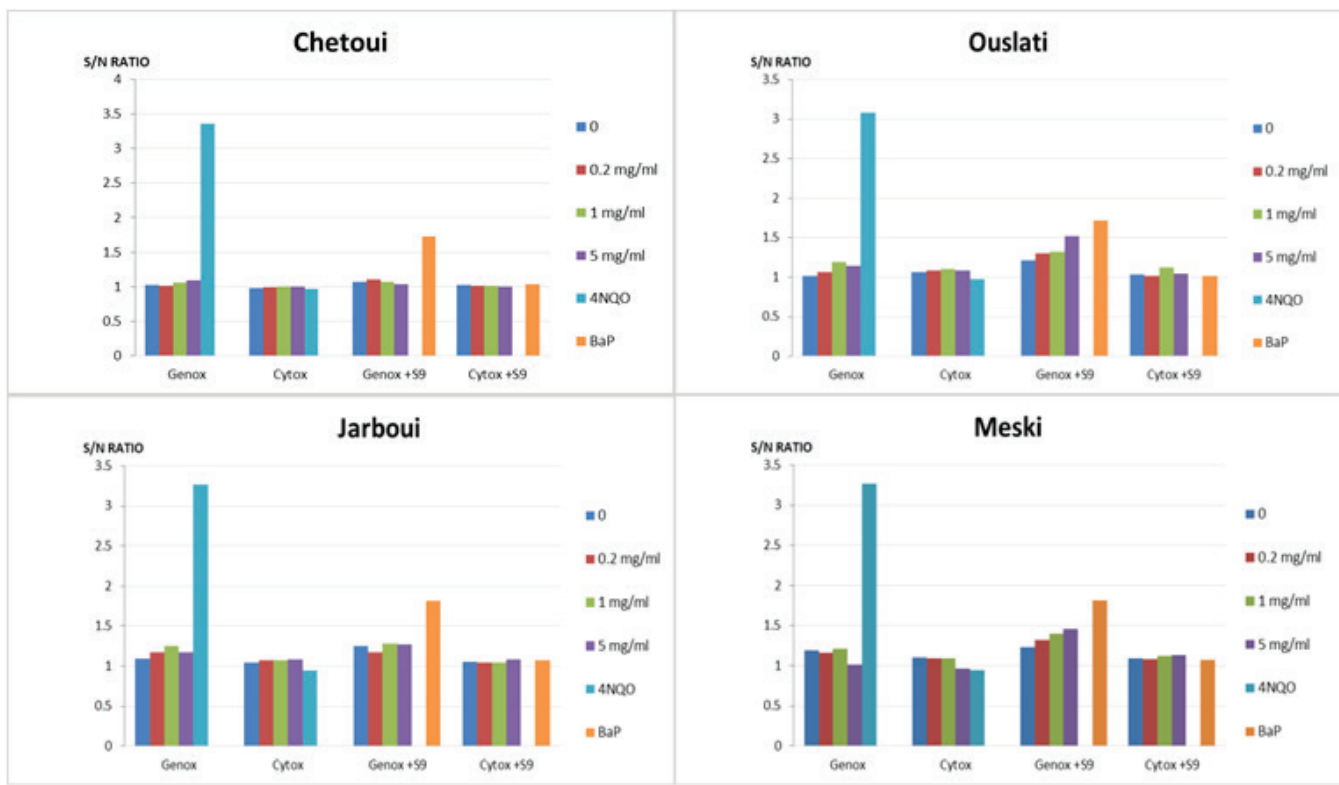 Chetoui
S/N RATIO
4
3.5
3
2.5
2
1.5
1
0.5
0
Genox
Cytox
Genox +S9
Cytox +S9
0
0.2 mg/ml
1 mg/ml
5 mg/ml
4NQO
BaP
Ouslati
S/N RATIO
3.5
3
2.5
2
1.5
1
0.5
0
Genox
Cytox
Genox +S9
Cytox +S9
0
0.2 mg/ml
1 mg/ml
5 mg/ml
4NQO
BaP
Jarboui
S/N RATIO
3.5
3
2.5
2
1.5
1
0.5
0
Genox
Cytox
Genox +S9
Cytox +S9
0
0.2 mg/ml
1 mg/ml
5 mg/ml
4NQO
BaP
Meski
S/N RATIO
3.5
3
2.5
2
1.5
1
0.5
0
Genox
Cytox
Genox +S9
Cytox +S9
0
0.2 mg/ml
1 mg/ml
5 mg/ml
4NQO
BaP